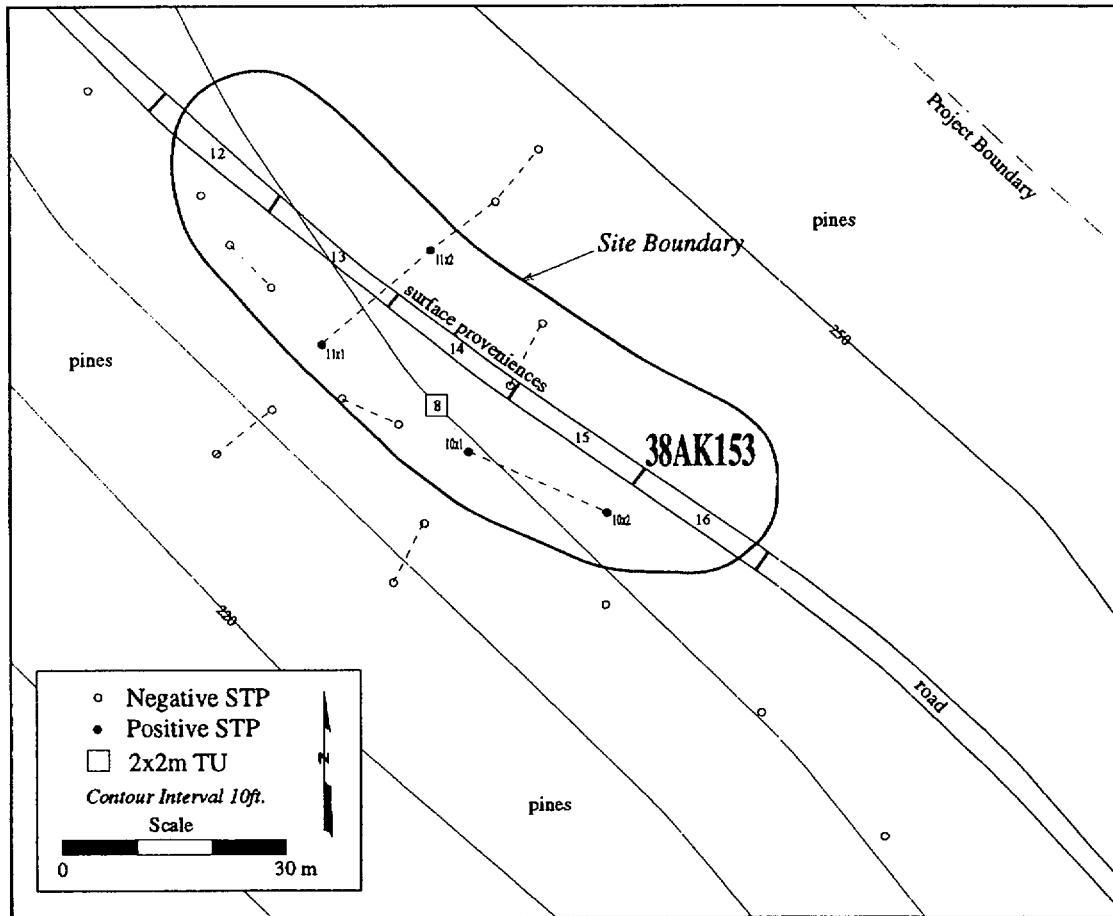 12
Project Boundary
pines
13
11x2
Site Boundary
surface proveniences
250
11x1
14
pines
8
10x1
15
38AK153
10x2
16
220
road
Negative STP
Positive STP
2x2m TU
Contour Interval 10ft.
Scale
0 30 m
N
pines